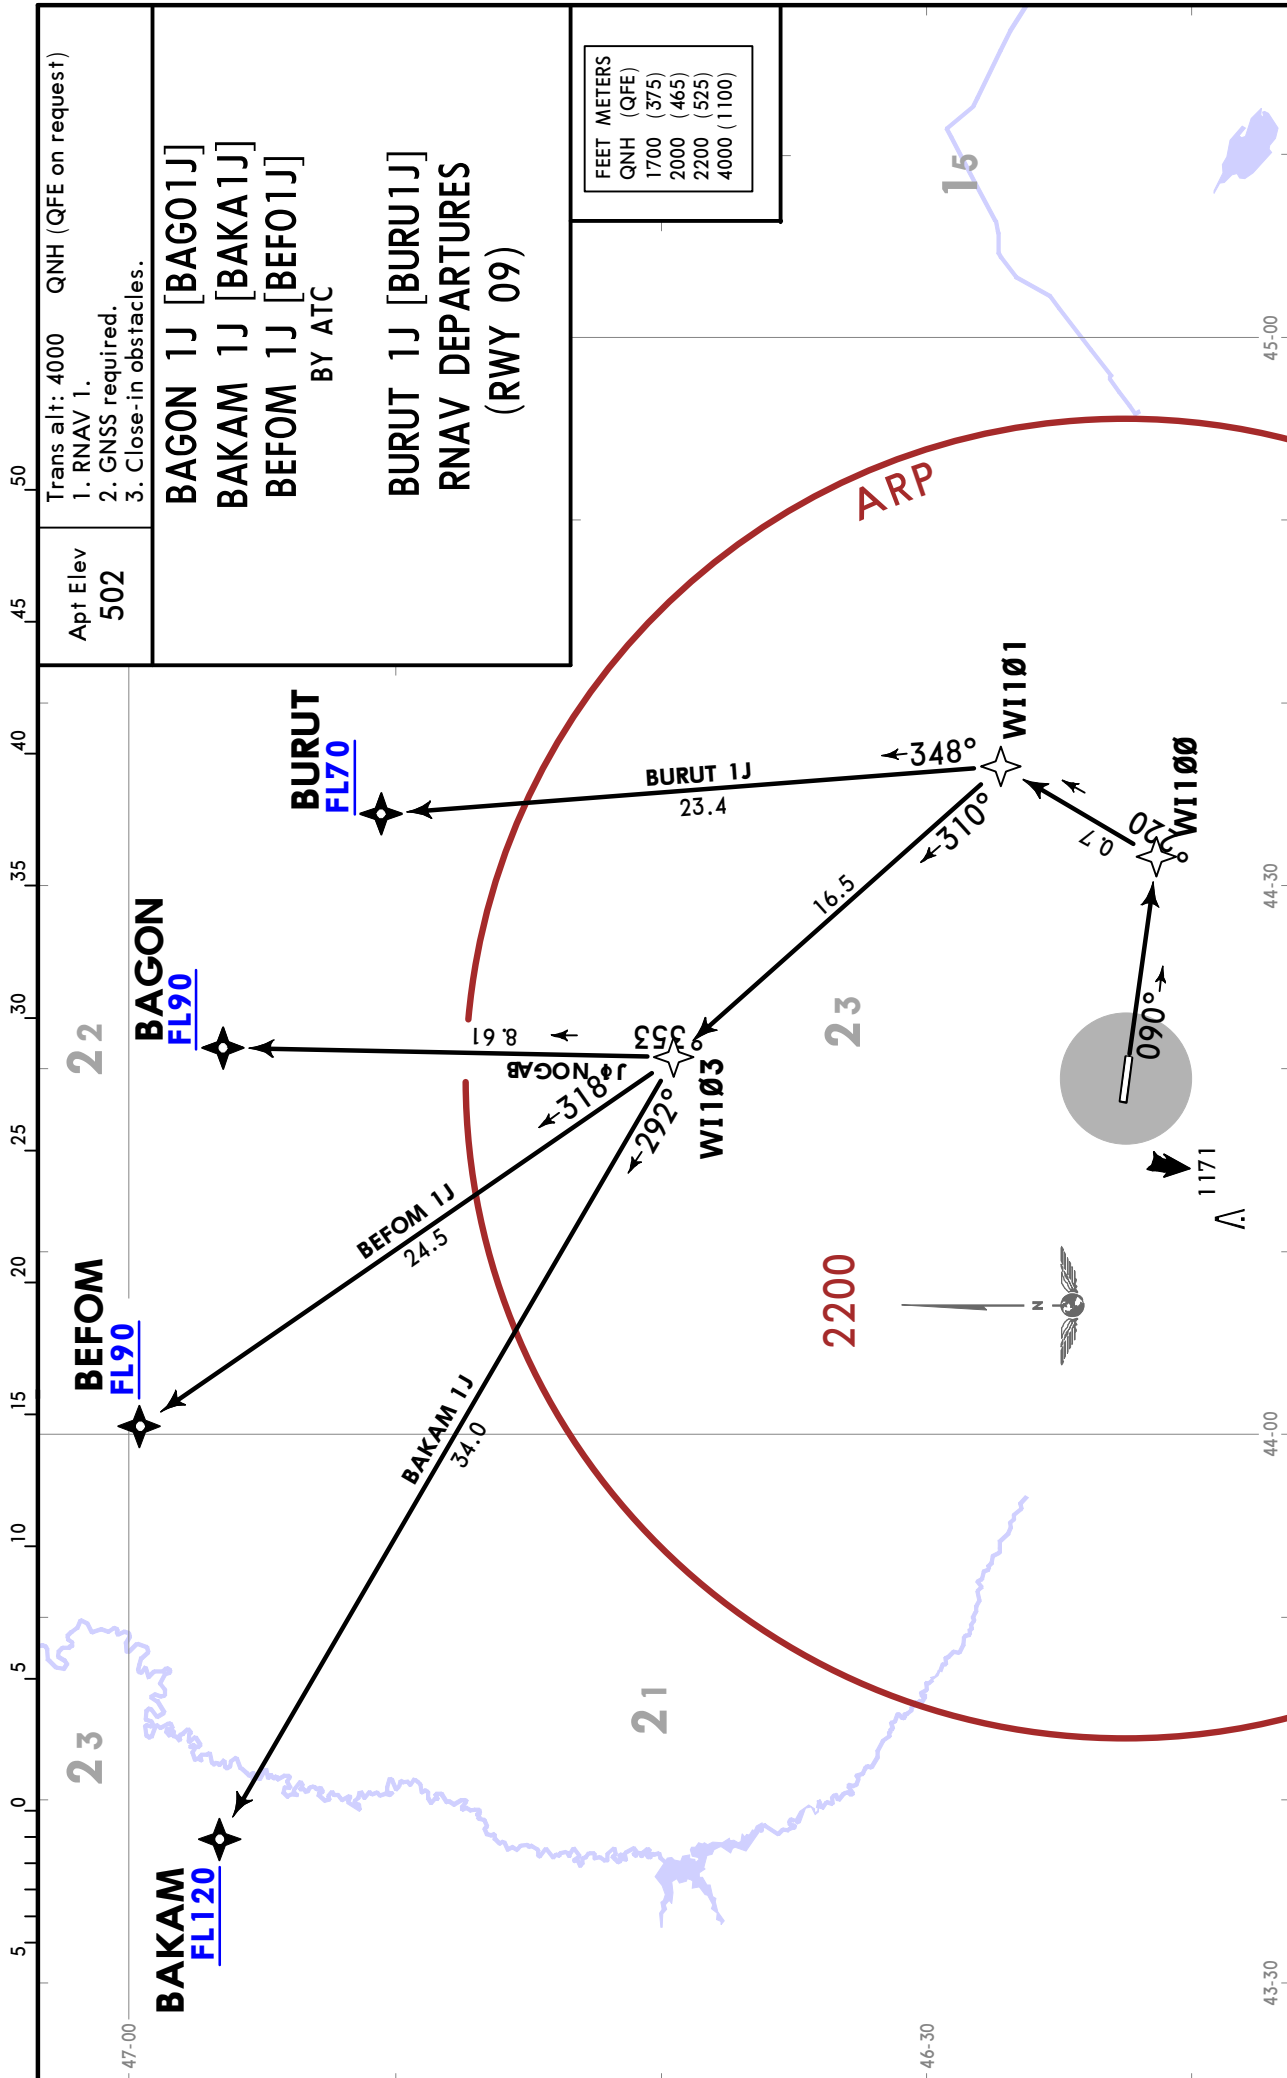 Apt Elev
502
Trans alt: 4000 QNH (QFE on request)
1. RNAV 1.
2. GNSS required.
3. Close-in obstacles.
BAGON 1J [BAGO1J]
BAKAM 1J [BAKA1J]
BEFOM 1J [BEFO1J]
BY ATC
BURUT 1J [BURU1J]
RNAV DEPARTURES
(RWY 09)
FEET METERS
QNH (QFE)
1700 (375)
2000 (465)
2200 (525)
4000 (1100)
5
0
5
10
15
20
25
30
35
40
45
50
BAKAM
FL120
BEFOM
FL90
BAGON
FL90
BURUT
FL70
23
22
21
23
15
BAKAM 1J
34.0
BEFOM 1J
24.5
BAGON 1J
19.8
BURUT 1J
23.4
292°
318°
353°
348°
310°
16.5
WI1Ø3
WI1Ø1
WI1ØØ
0.7
022°
090°
ARP
2200
N
1171
47-00
46-30
43-30
44-00
44-30
45-00